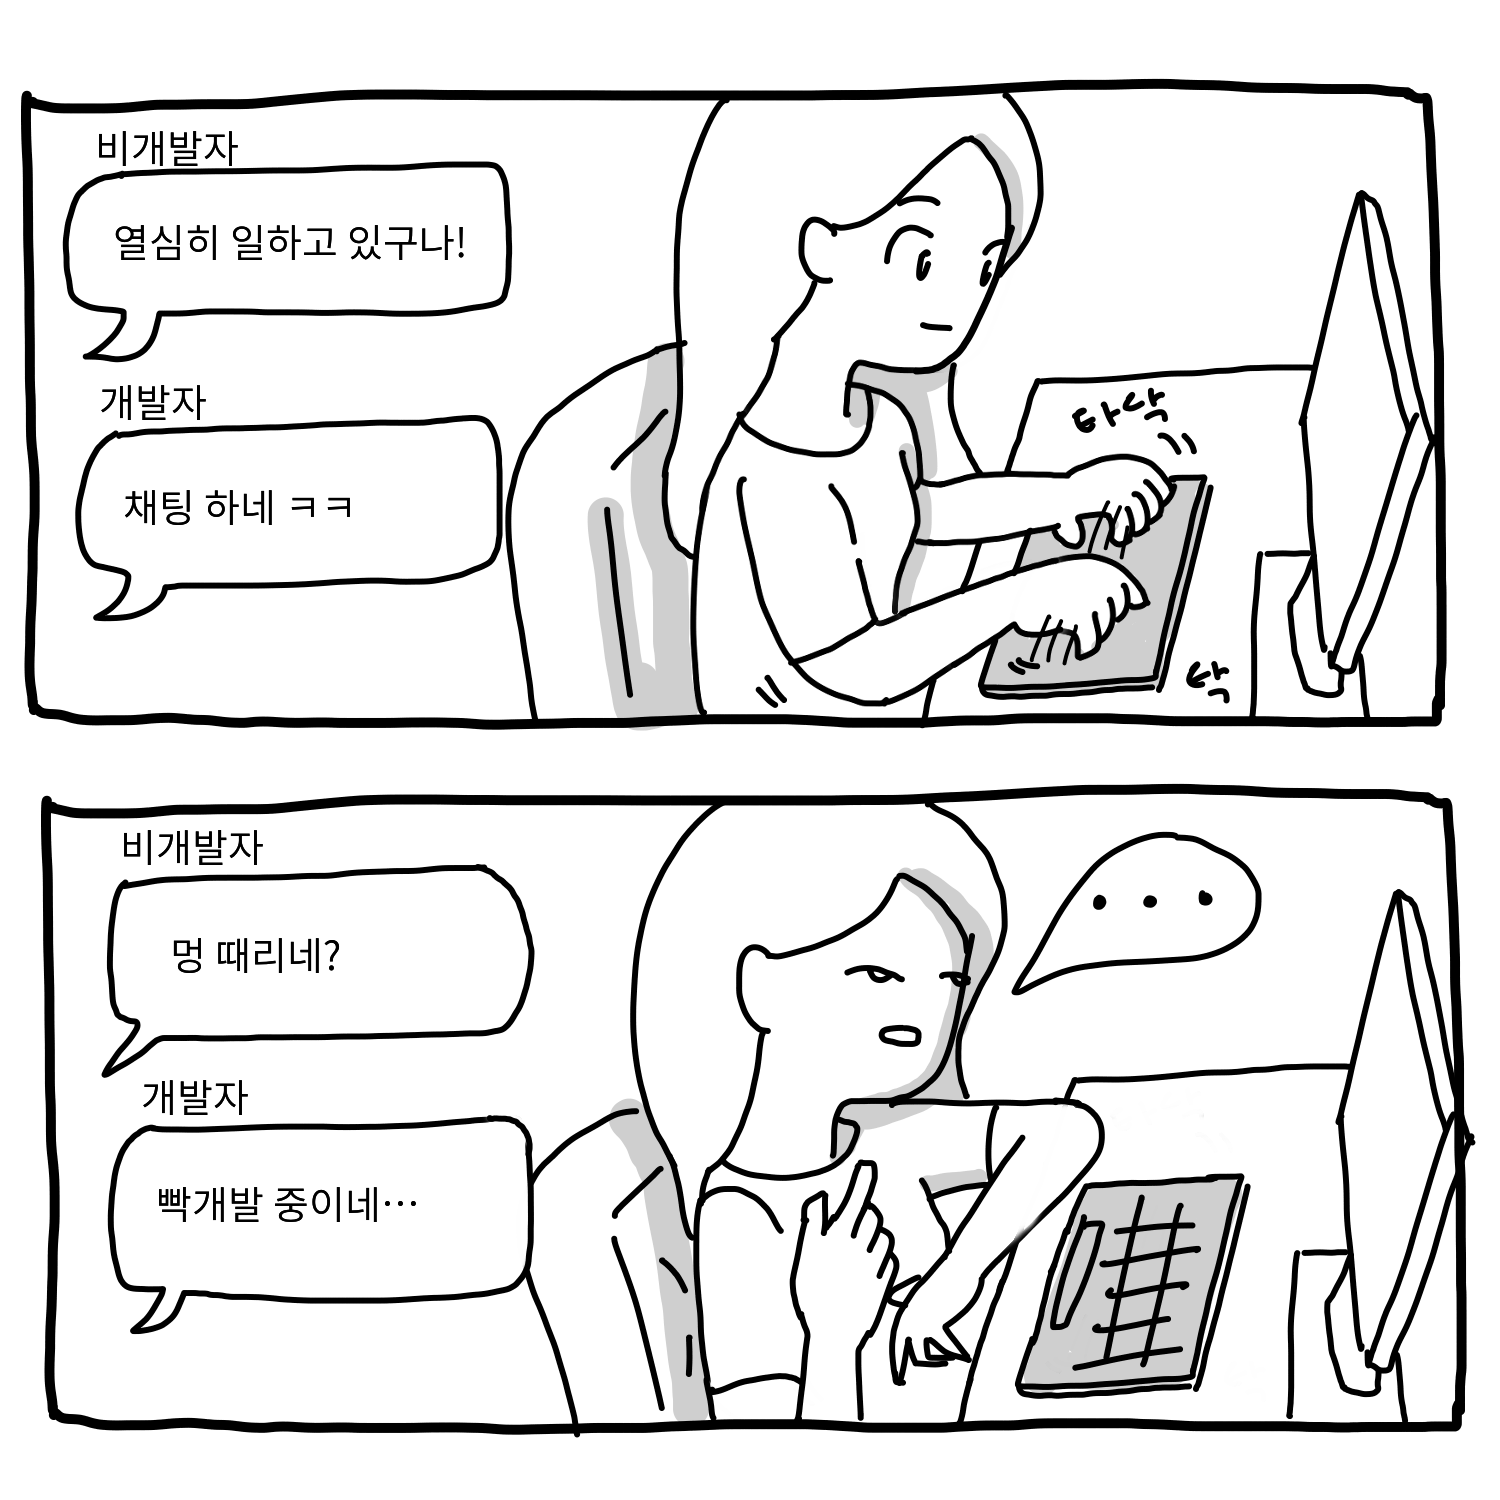 비개발자
열심히 일하고 있구나!
개발자
채팅 하네 ㅋㅋ
타닥
탁
비개발자
멍 때리네?
개발자
빡개발 중이네…
...